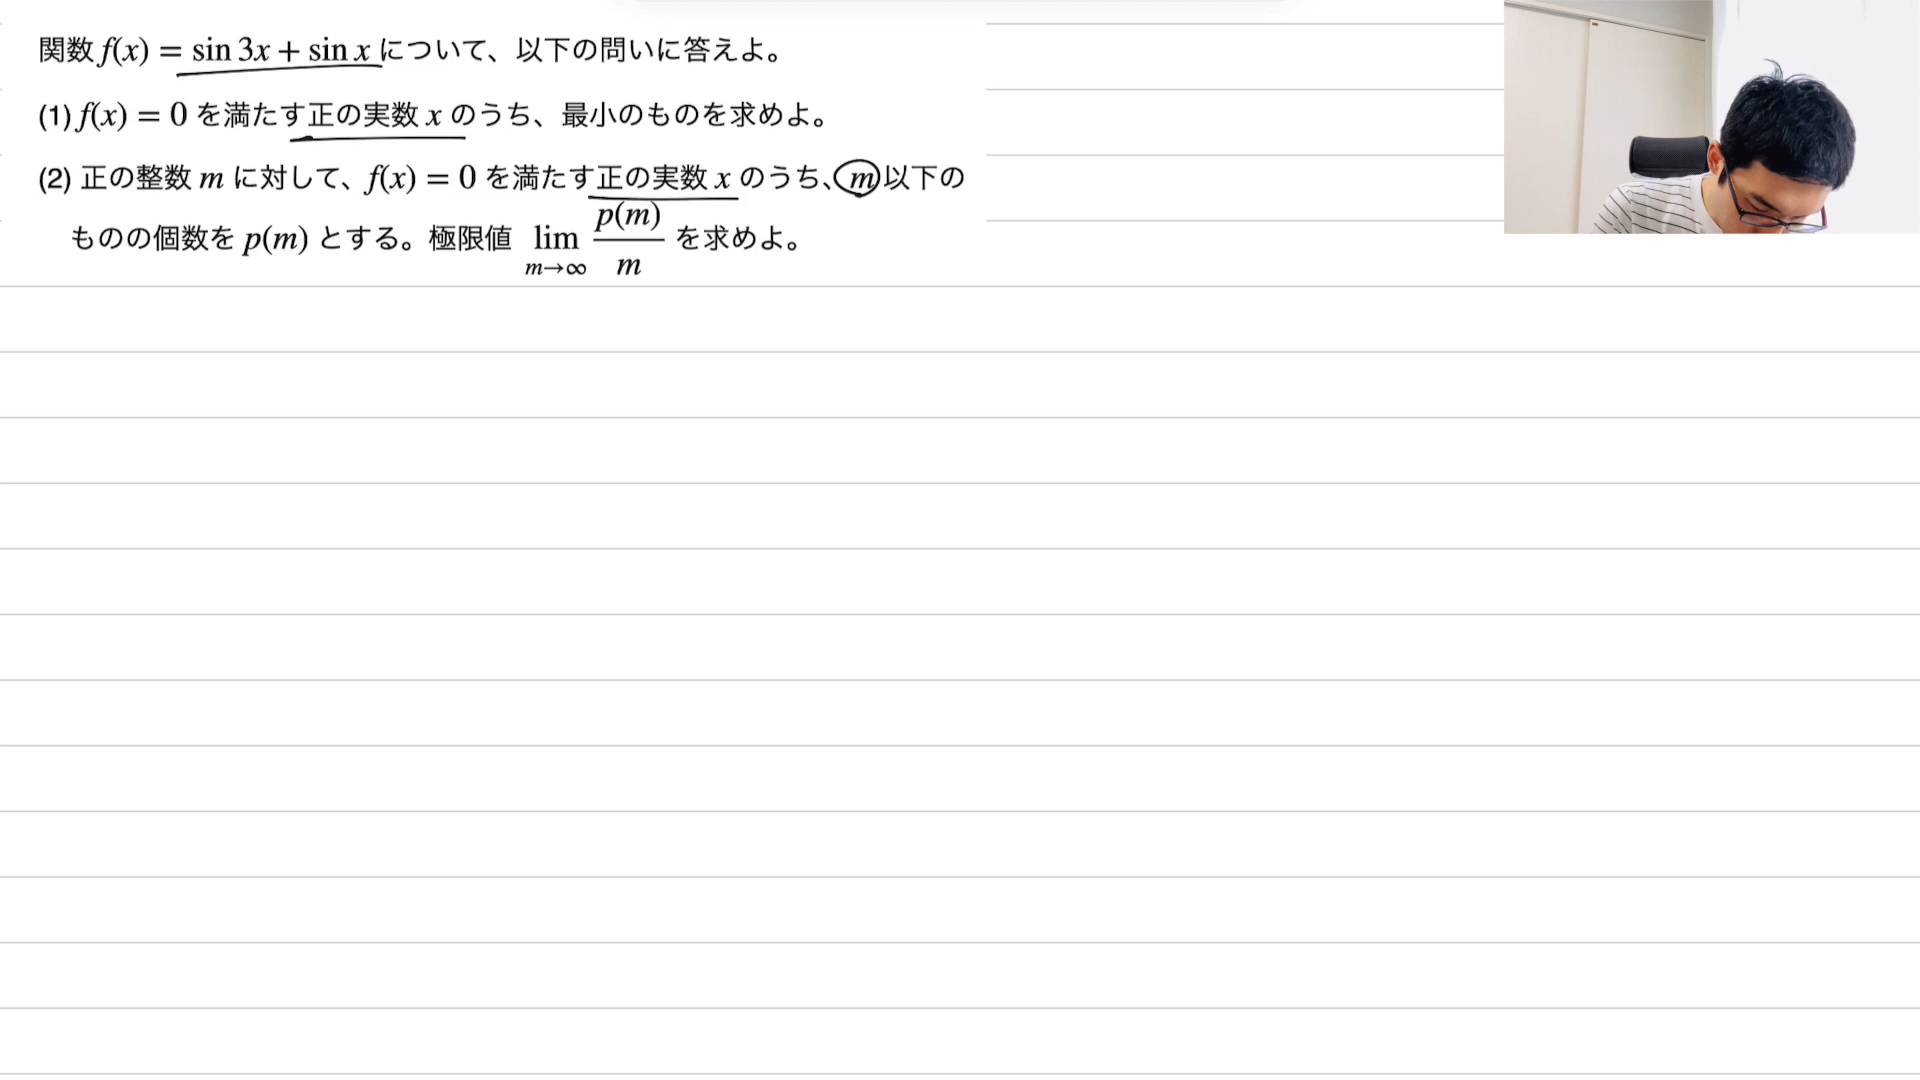 関数 f(x) = sin 3x + sin x について、以下の問いに答えよ。
(1) f(x) = 0 を満たす正の実数 x のうち、最小のものを求めよ。
(2) 正の整数 m に対して、f(x) = 0 を満たす正の実数 x のうち、m 以下の
ものの個数を p(m) とする。極限値 lim_{m→∞} p(m)/m を求めよ。